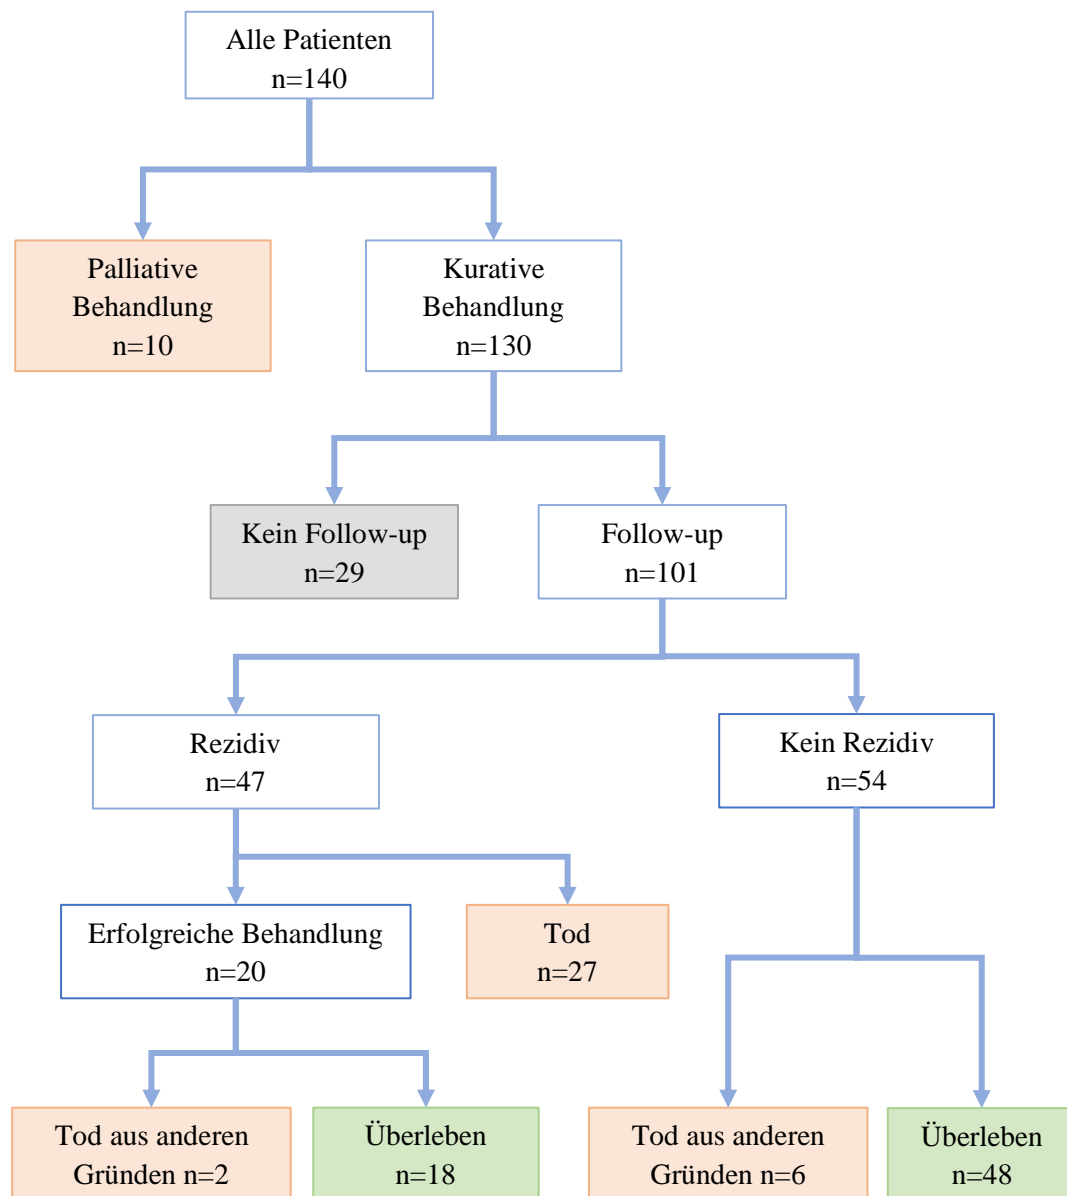 Alle Patienten
n=140
Palliative
Behandlung
n=10
Kurative
Behandlung
n=130
Kein Follow-up
n=29
Follow-up
n=101
Rezidiv
n=47
Kein Rezidiv
n=54
Erfolgreiche Behandlung
n=20
Tod
n=27
Tod aus anderen
Gründen n=2
Überleben
n=18
Tod aus anderen
Gründen n=6
Überleben
n=48